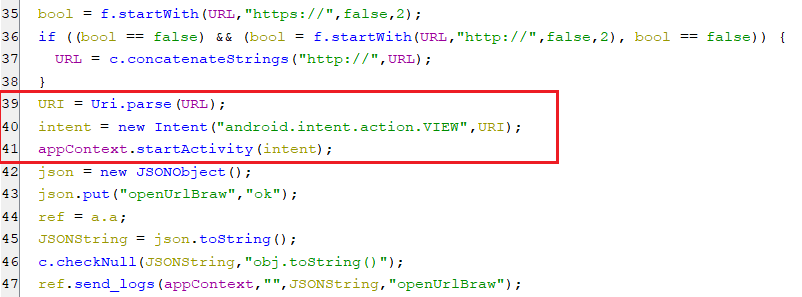 35 bool = f.startWith(URL,"https://",false,2);
36 if ((bool == false) && (bool = f.startWith(URL,"http://",false,2), bool == false)) {
37 URL = c.concatenateStrings("http://",URL);
38 }
39 URI = Uri.parse(URL);
40 intent = new Intent("android.intent.action.VIEW",URI);
41 appContext.startActivity(intent);
42 json = new JSONObject();
43 json.put("openUrlBraw","ok");
44 ref = a.a;
45 JSONString = json.toString();
46 c.checkNull(JSONString,"obj.toString()");
47 ref.send_logs(appContext,"",JSONString,"openUrlBraw");